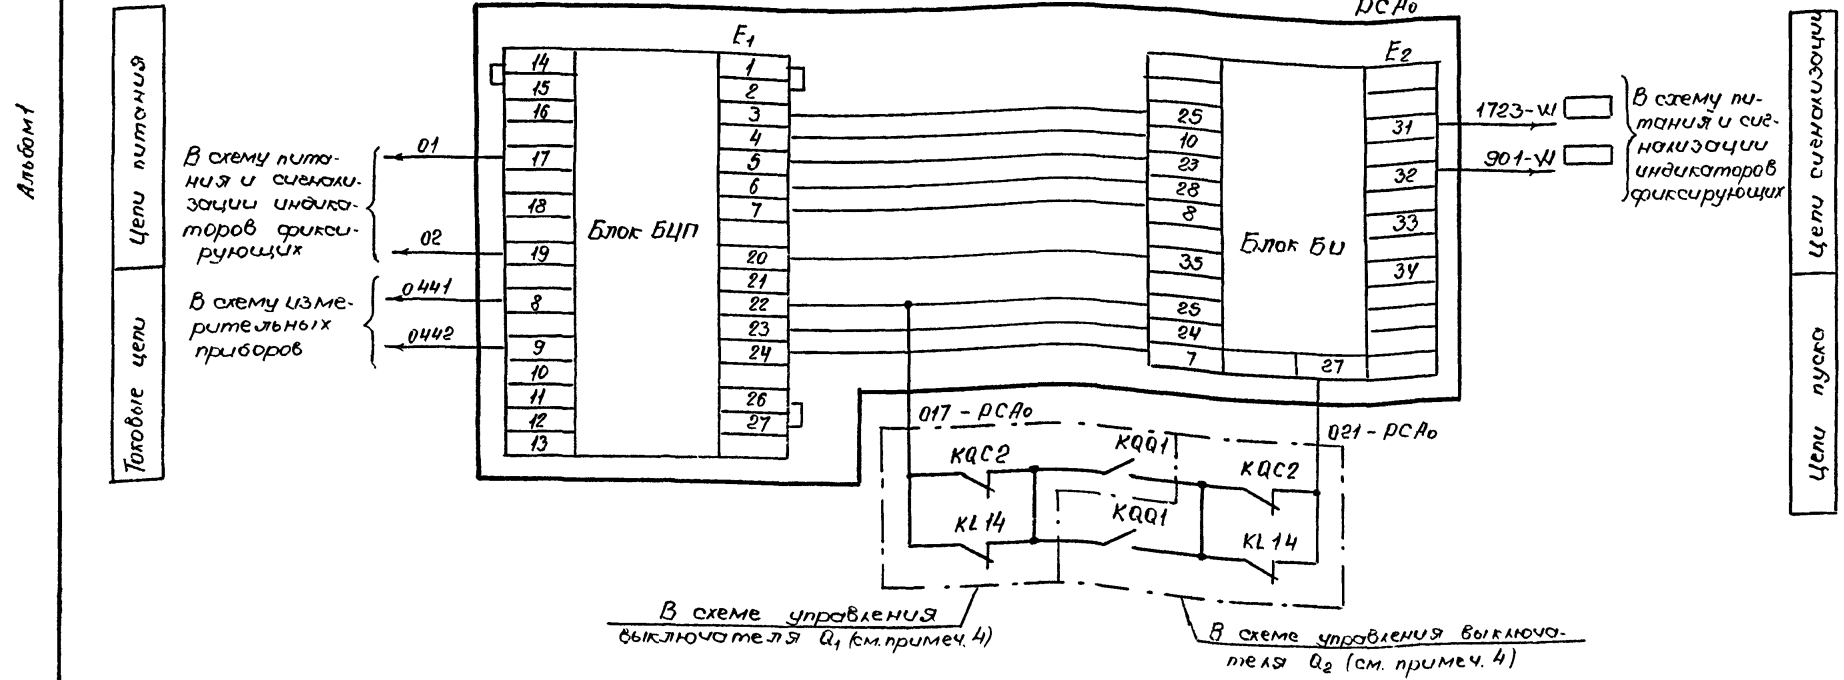 Альбом 1
Цепи питания
Токовые цепи
В схему пита-
ния и сигнали-
зации индика-
торов фикси-
рующих
В схему изме-
рительных
приборов
01
02
0441
0442
PCA0
E1
14
15
16
17
18
19
8
9
10
11
12
13
Блок БЦП
1
2
3
4
5
6
7
20
21
22
23
24
26
27
E2
25
10
23
28
8
35
25
24
7
27
Блок БИ
31
32
33
34
1723-W
901-W
В схему пи-
тания и сиг-
нализации
индикаторов
фиксирующих
Цепи сигнализации
Цепи пуска
017-PCA0
021-PCA0
KQC2
KQQ1
KQC2
KL14
KQQ1
KL14
В схеме управления
выключателя Q1 (см. примеч. 4)
В схеме управления выключа-
теля Q2 (см. примеч. 4)